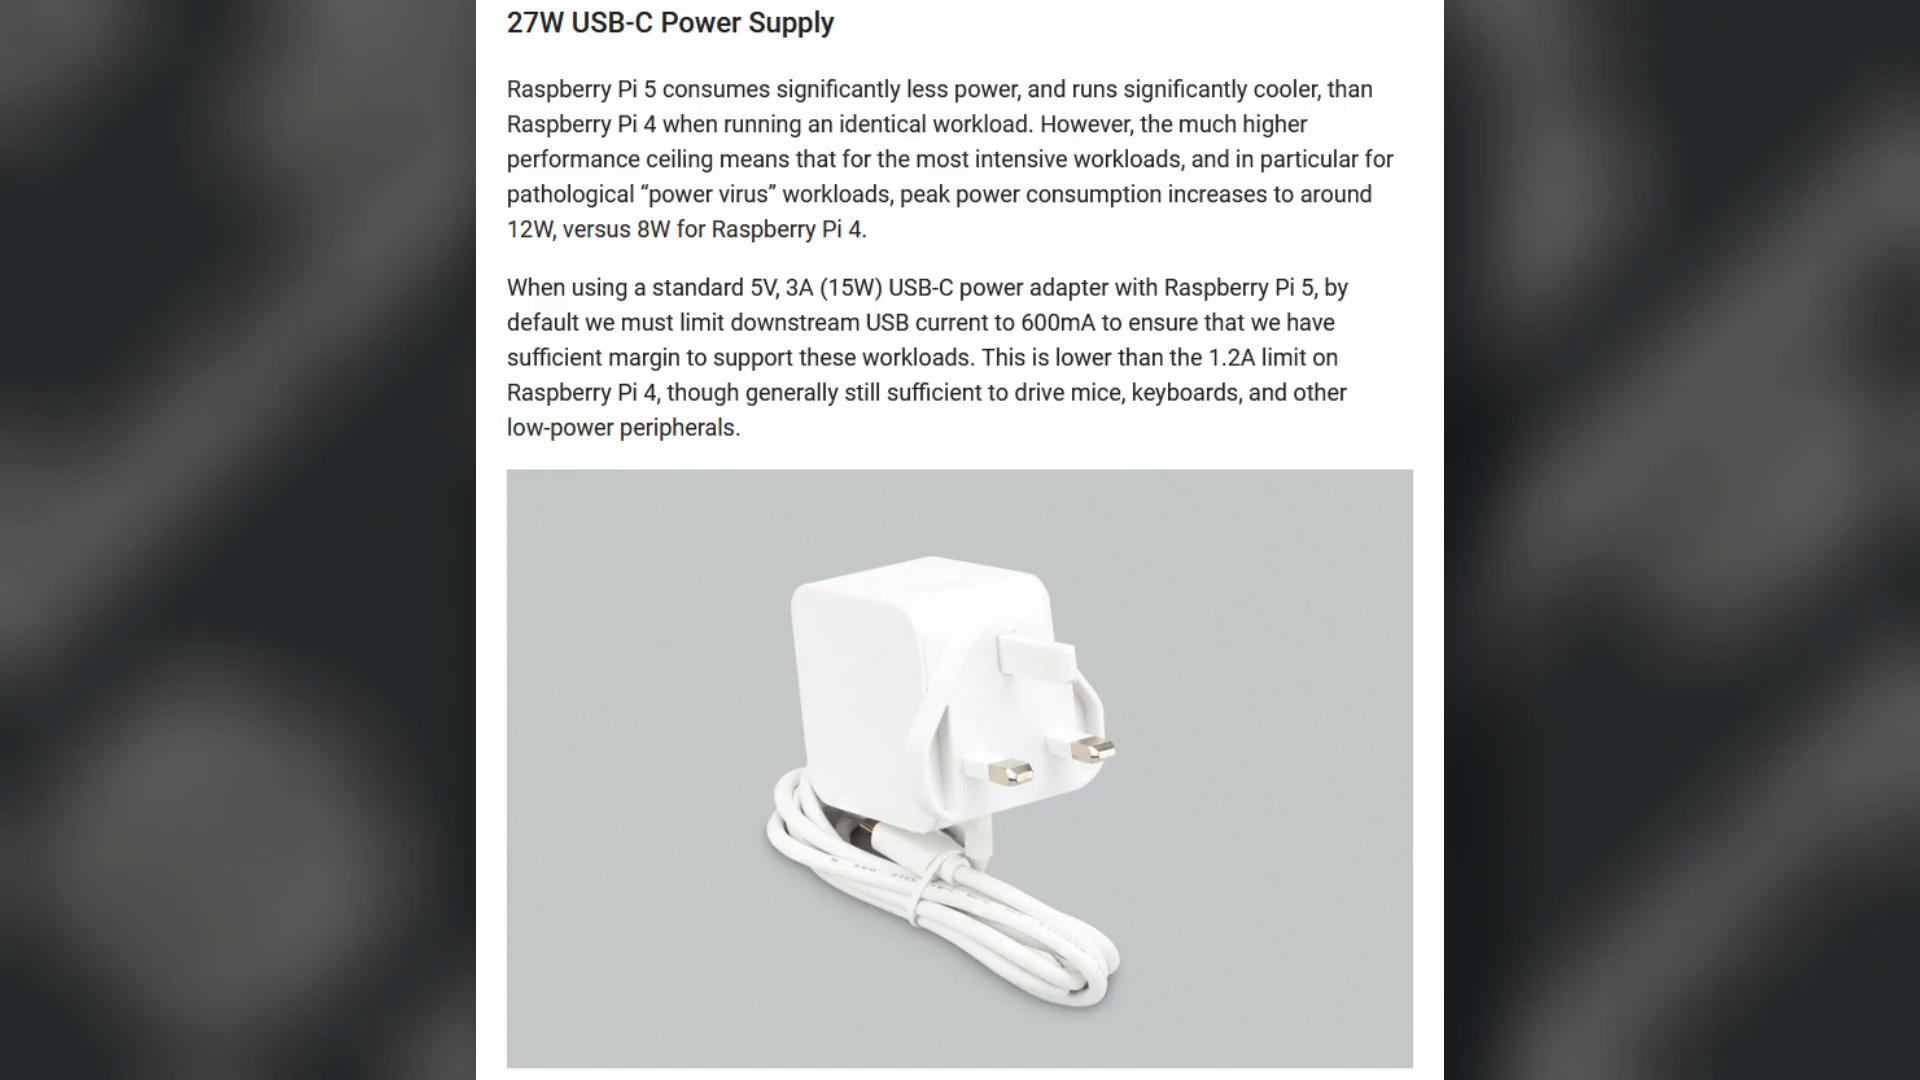 27W USB-C Power Supply
Raspberry Pi 5 consumes significantly less power, and runs significantly cooler, than
Raspberry Pi 4 when running an identical workload. However, the much higher
performance ceiling means that for the most intensive workloads, and in particular for
pathological “power virus” workloads, peak power consumption increases to around
12W, versus 8W for Raspberry Pi 4.
When using a standard 5V, 3A (15W) USB-C power adapter with Raspberry Pi 5, by
default we must limit downstream USB current to 600mA to ensure that we have
sufficient margin to support these workloads. This is lower than the 1.2A limit on
Raspberry Pi 4, though generally still sufficient to drive mice, keyboards, and other
low-power peripherals.